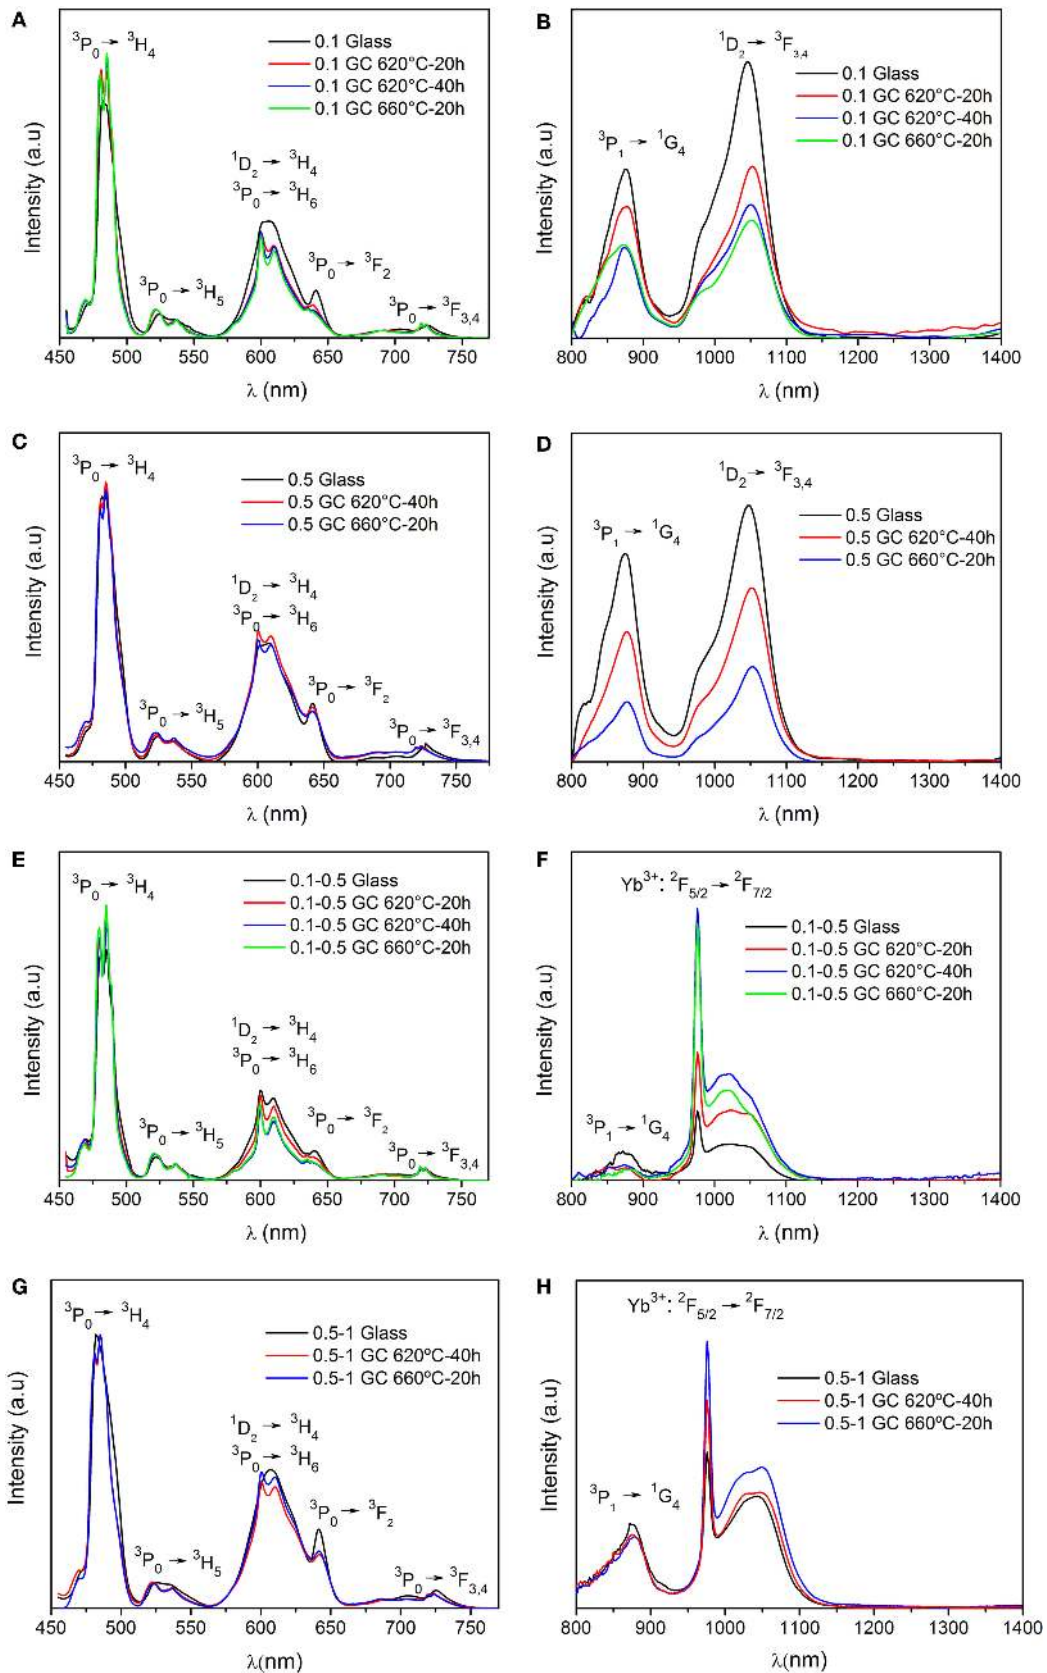 A
³P₀ → ³H₄
0.1 Glass
0.1 GC 620°C-20h
0.1 GC 620°C-40h
0.1 GC 660°C-20h
¹D₂ → ³H₄
³P₀ → ³H₆
³P₀ → ³F₂
³P₀ → ³H₅
³P₀ → ³F₃,₄
Intensity (a.u)
450 500 550 600 650 700 750
λ (nm)
B
¹D₂ → ³F₃,₄
0.1 Glass
0.1 GC 620°C-20h
0.1 GC 620°C-40h
0.1 GC 660°C-20h
³P₁ → ¹G₄
Intensity (a.u)
800 900 1000 1100 1200 1300 1400
λ (nm)
C
³P₀ → ³H₄
0.5 Glass
0.5 GC 620°C-40h
0.5 GC 660°C-20h
¹D₂ → ³H₄
³P₀ → ³H₆
³P₀ → ³F₂
³P₀ → ³H₅
³P₀ → ³F₃,₄
Intensity (a.u)
450 500 550 600 650 700 750
λ (nm)
D
¹D₂ → ³F₃,₄
0.5 Glass
0.5 GC 620°C-40h
0.5 GC 660°C-20h
³P₁ → ¹G₄
Intensity (a.u)
800 900 1000 1100 1200 1300 1400
λ (nm)
E
³P₀ → ³H₄
0.1-0.5 Glass
0.1-0.5 GC 620°C-20h
0.1-0.5 GC 620°C-40h
0.1-0.5 GC 660°C-20h
¹D₂ → ³H₄
³P₀ → ³H₆
³P₀ → ³F₂
³P₀ → ³H₅
³P₀ → ³F₃,₄
Intensity (a.u)
450 500 550 600 650 700 750
λ (nm)
F
Yb³⁺: ²F₅/₂ → ²F₇/₂
0.1-0.5 Glass
0.1-0.5 GC 620°C-20h
0.1-0.5 GC 620°C-40h
0.1-0.5 GC 660°C-20h
³P₁ → ¹G₄
Intensity (a.u)
800 900 1000 1100 1200 1300 1400
λ (nm)
G
³P₀ → ³H₄
0.5-1 Glass
0.5-1 GC 620ºC-40h
0.5-1 GC 660ºC-20h
¹D₂ → ³H₄
³P₀ → ³H₆
³P₀ → ³F₂
³P₀ → ³H₅
³P₀ → ³F₃,₄
Intensity (a.u)
450 500 550 600 650 700 750
λ(nm)
H
Yb³⁺: ²F₅/₂ → ²F₇/₂
0.5-1 Glass
0.5-1 GC 620ºC-40h
0.5-1 GC 660ºC-20h
³P₁ → ¹G₄
Intensity (a.u)
800 900 1000 1100 1200 1300 1400
λ(nm)